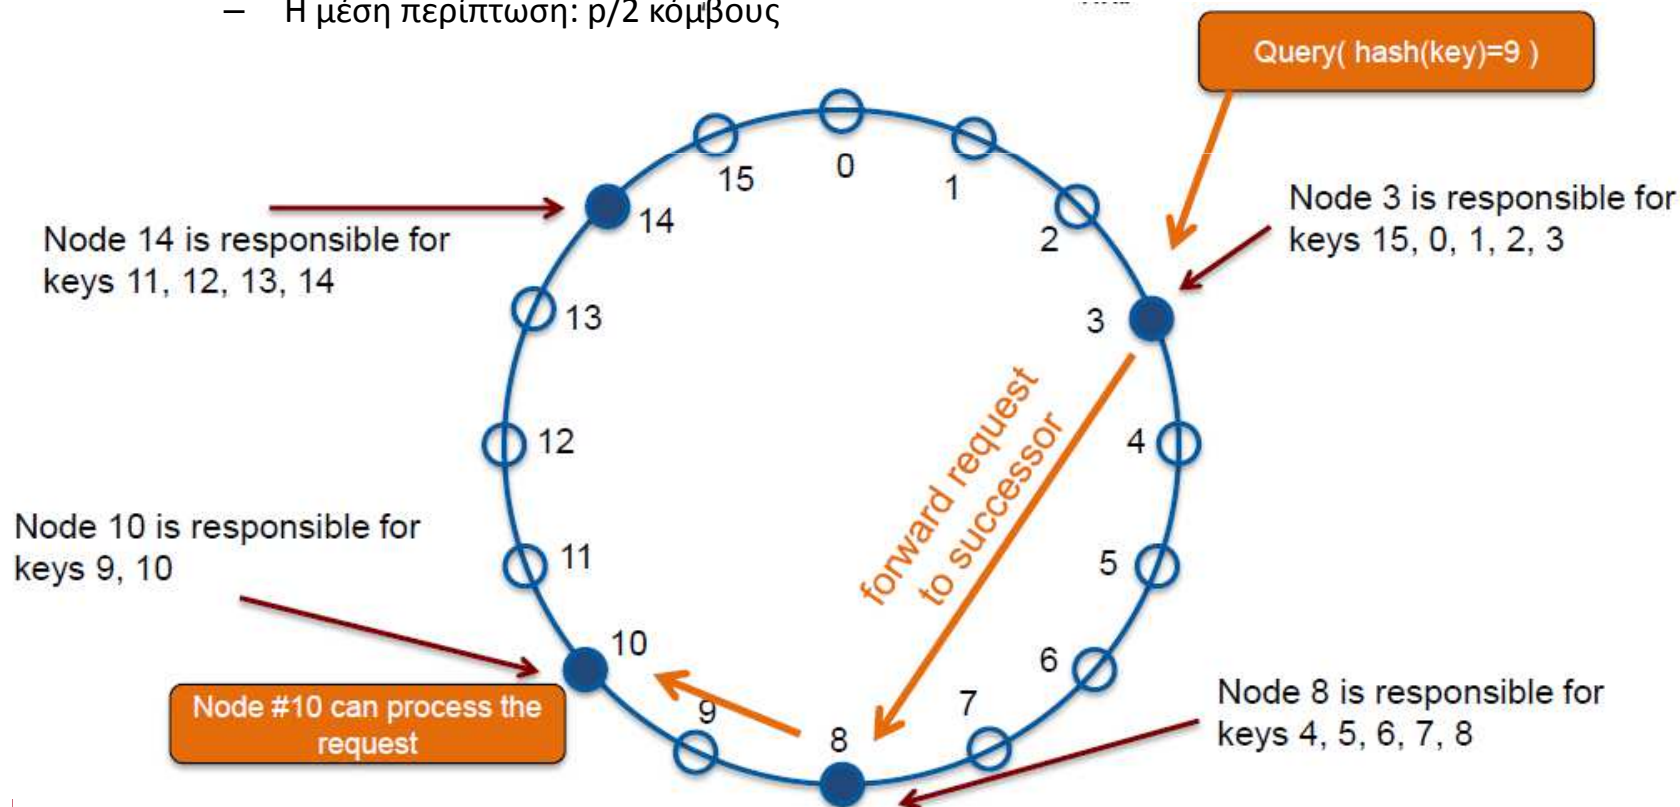 – Η μέση περίπτωση: p/2 κόμβους
Query( hash(key)=9 )
Node 3 is responsible for
keys 15, 0, 1, 2, 3
Node 14 is responsible for
keys 11, 12, 13, 14
15
0
1
14
2
13
3
12
4
forward request
to successor
Node 10 is responsible for
keys 9, 10
11
5
10
6
Node #10 can process the
request
9
7
8
Node 8 is responsible for
keys 4, 5, 6, 7, 8